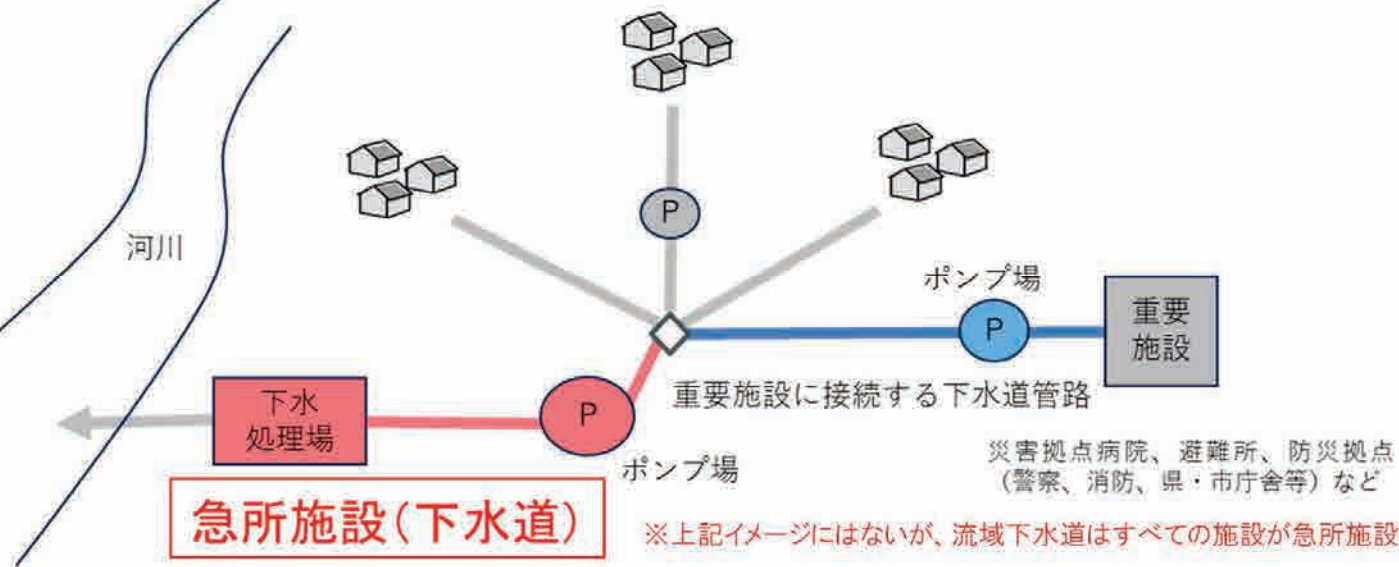 P
河川
ポンプ場
P
重要
施設
重要施設に接続する下水道管路
下水
処理場
P
ポンプ場
災害拠点病院、避難所、防災拠点
（警察、消防、県・市庁舎等）など
急所施設（下水道）
※上記イメージにはないが、流域下水道はすべての施設が急所施設